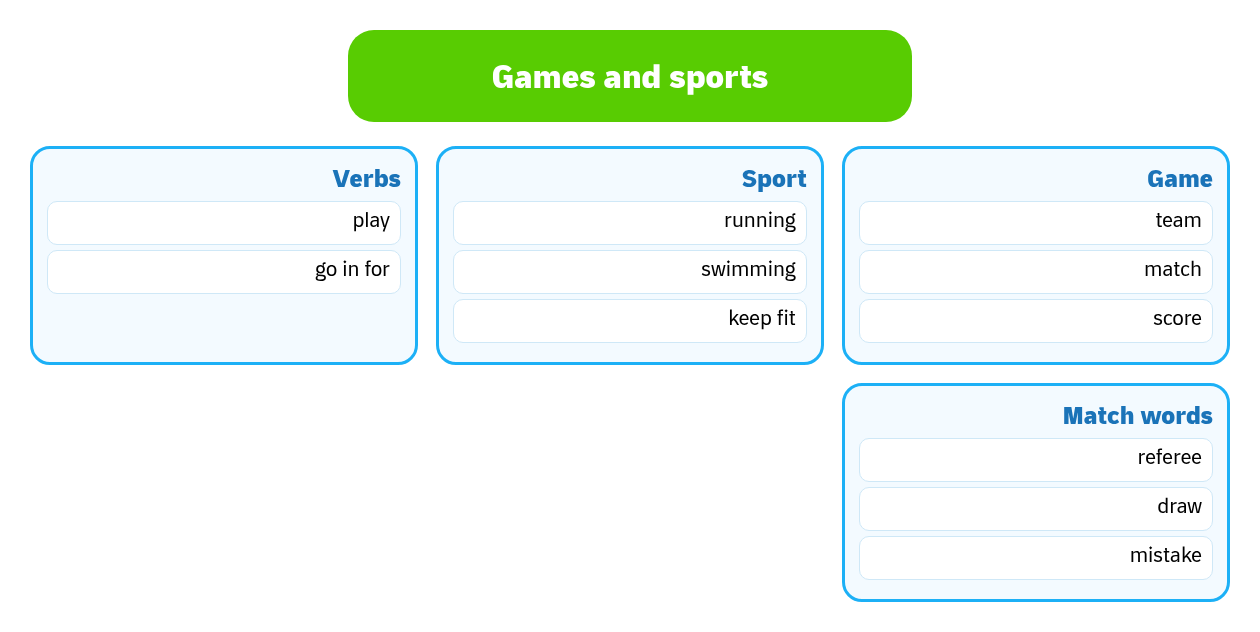 Games and sports
Verbs
play
go in for
Sport
running
swimming
keep fit
Game
team
match
score
Match words
referee
draw
mistake